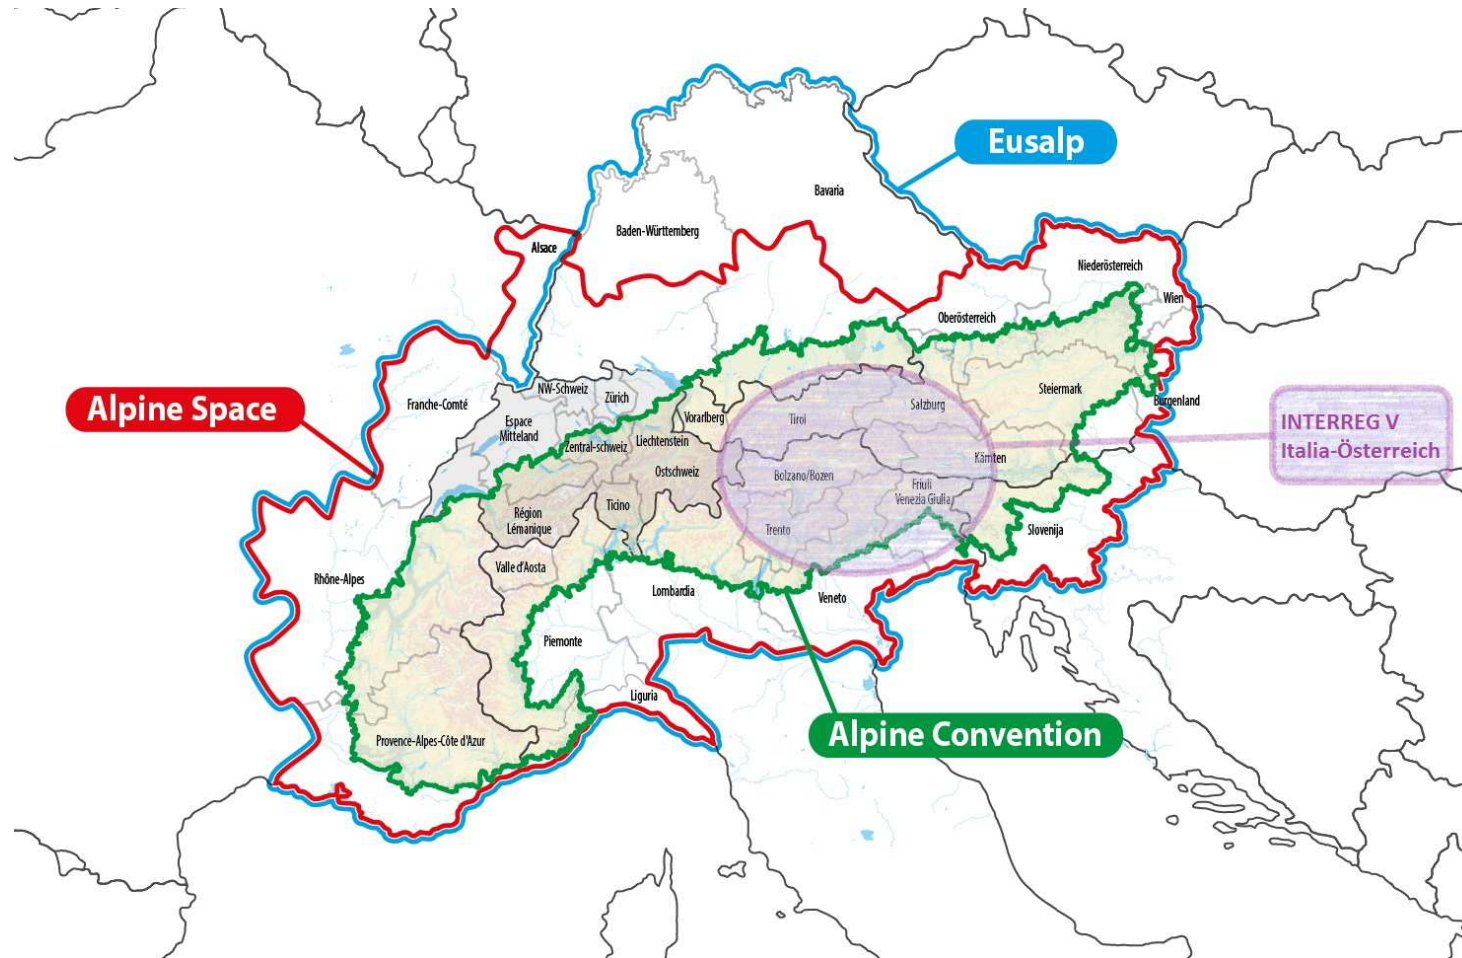 Eusalp
Bavaria
Baden-Württemberg
Alsace
Niederösterreich
Wien
Oberösterreich
Alpine Space
Franche-Comté
NW-Schweiz
Zürich
Steiermark
Burgenland
Espace
Mitteland
Vorarlberg
Tirol
Salzburg
INTERREG V
Italia-Österreich
Zentral-schweiz
Liechtenstein
Ostschweiz
Kärnten
Bolzano/Bozen
Friuli
Venezia Giulia
Région
Lémanique
Ticino
Trento
Slovenija
Valle d'Aosta
Rhône-Alpes
Lombardia
Veneto
Piemonte
Liguria
Provence-Alpes-Côte d'Azur
Alpine Convention